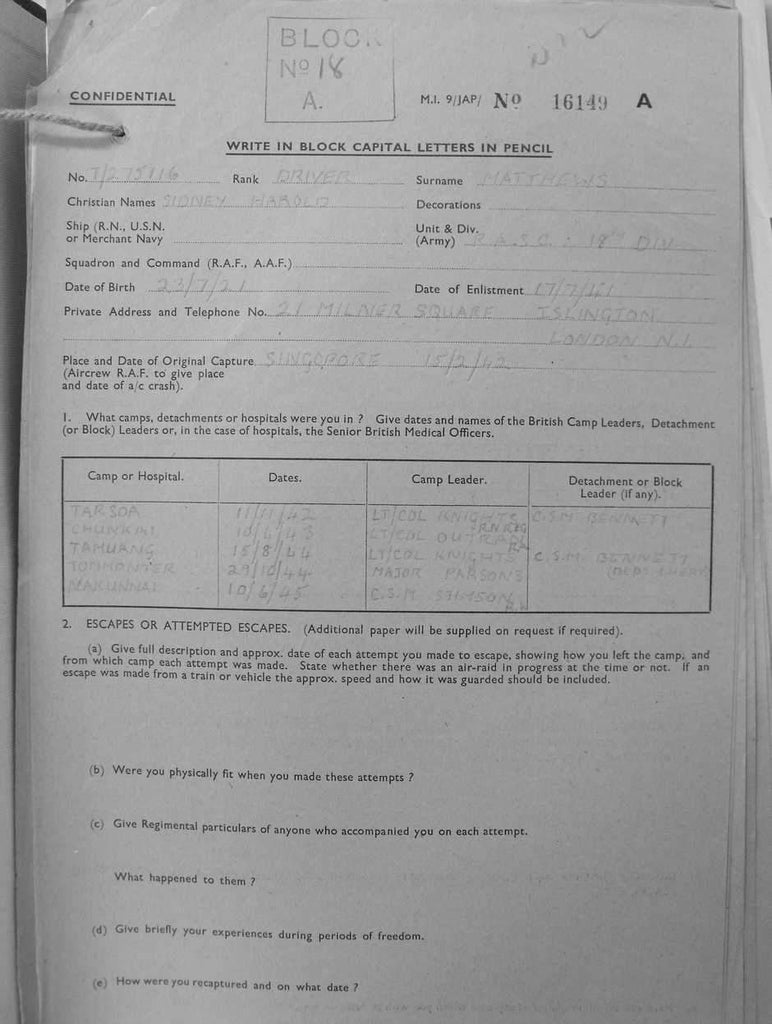 BLOCK
Nº 18
A.
CONFIDENTIAL
M.I. 9/JAP/ Nº 16149 A
WRITE IN BLOCK CAPITAL LETTERS IN PENCIL
No. T/275116 Rank DRIVER Surname MATTHEWS
Christian Names SIDNEY HAROLD Decorations
Ship (R.N., U.S.N. or Merchant Navy
Unit & Div. (Army) R.A.S.C. 18th DIV
Squadron and Command (R.A.F., A.A.F.)
Date of Birth 23/7/21 Date of Enlistment 17/7/41
Private Address and Telephone No. 21 MILNER SQUARE ISLINGTON
LONDON N.1.
Place and Date of Original Capture SINGOPORE 15/2/42
(Aircrew R.A.F. to give place
and date of a/c crash).
1. What camps, detachments or hospitals were you in ? Give dates and names of the British Camp Leaders, Detachment
(or Block) Leaders or, in the case of hospitals, the Senior British Medical Officers.
Camp or Hospital. Dates. Camp Leader. Detachment or Block Leader (if any).
TARSOA 11/11/42 LT/COL KNIGHTS R.N.REG C.S.M BENNETT
CHUNKIKI 10/4/43 LT/COL OUTRAM R.A.
TAMUANG 15/8/44 LT/COL KNIGHTS C.S.M. BENNETT
29/10/44 MAJOR PARSONS
NAKUNNAI 10/6/45 C.S.M STIMSON
2. ESCAPES OR ATTEMPTED ESCAPES. (Additional paper will be supplied on request if required).
(a) Give full description and approx. date of each attempt you made to escape, showing how you left the camp, and
from which camp each attempt was made. State whether there was an air-raid in progress at the time or not. If an
escape was made from a train or vehicle the approx. speed and how it was guarded should be included.
(b) Were you physically fit when you made these attempts ?
(c) Give Regimental particulars of anyone who accompanied you on each attempt.
What happened to them ?
(d) Give briefly your experiences during periods of freedom.
(e) How were you recaptured and on what date ?